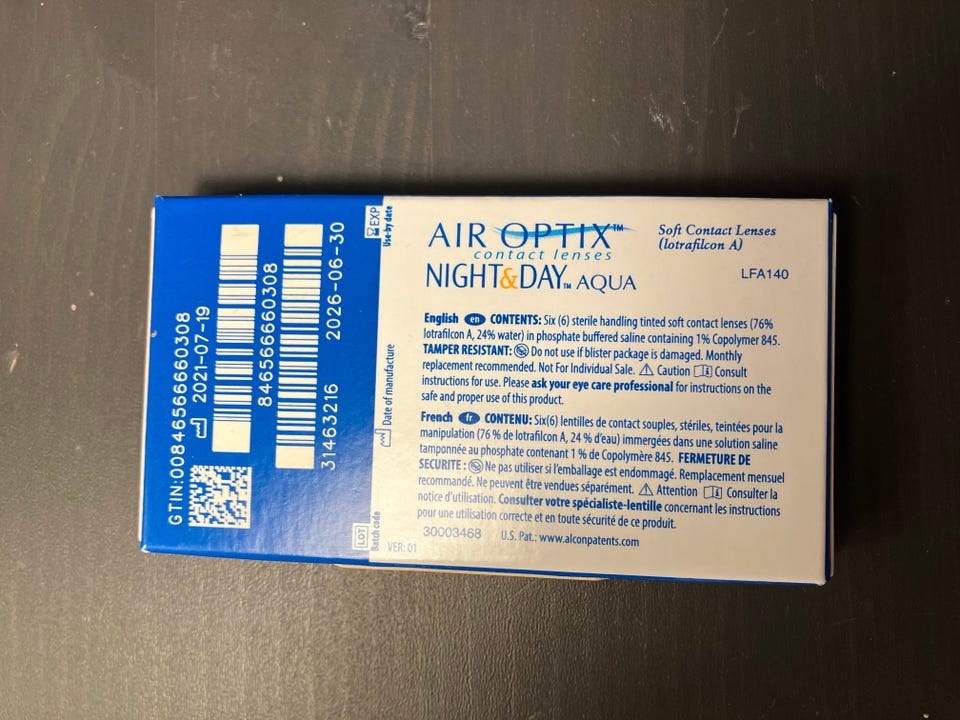 GTIN:00846566660308
2021-07-19
84656666​0308
31463216 2026-06-30
EXP
Use-by date
Date of manufacture
LOT
Batch code
VER: 01
AIR OPTIX™
contact lenses
NIGHT&DAY™ AQUA
Soft Contact Lenses
(lotrafilcon A)
LFA140
English en CONTENTS: Six (6) sterile handling tinted soft contact lenses (76%
lotrafilcon A, 24% water) in phosphate buffered saline containing 1% Copolymer 845.
TAMPER RESISTANT: Do not use if blister package is damaged. Monthly
replacement recommended. Not For Individual Sale. Caution Consult
instructions for use. Please ask your eye care professional for instructions on the
safe and proper use of this product.
French fr CONTENU: Six(6) lentilles de contact souples, stériles, teintées pour la
manipulation (76 % de lotrafilcon A, 24 % d'eau) immergées dans une solution saline
tamponée au phosphate contenant 1 % de Copolymère 845. FERMETURE DE
SECURITE : Ne pas utiliser si l'emballage est endommagé. Remplacement mensuel
recommandé. Ne peuvent être vendues séparément. Attention Consulter la
notice d'utilisation. Consultez votre spécialiste-lentille concernant les instructions
pour une utilisation correcte et en toute sécurité de ce produit.
30003468 U.S. Pat.: www.alconpatents.com